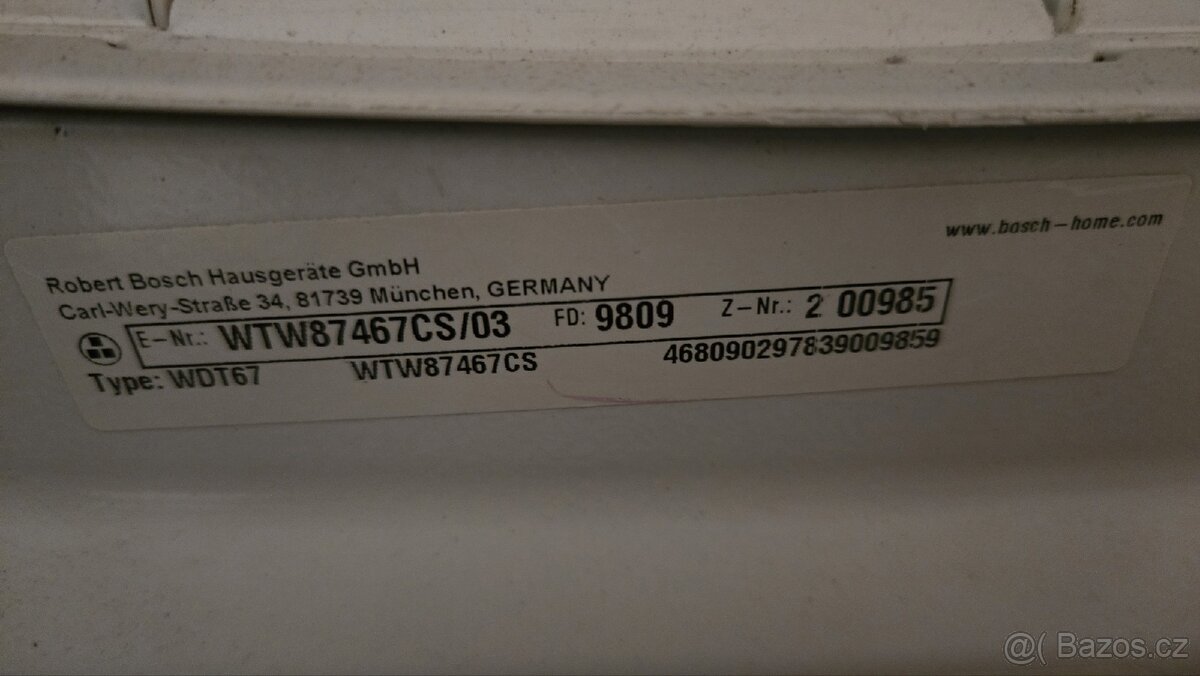 www.bosch-home.com
Robert Bosch Hausgeräte GmbH
Carl-Wery-Straße 34, 81739 München, GERMANY
E-Nr.: WTW87467CS/03 FD: 9809 Z-Nr.: 2 00985
Type: WDT67 WTW87467CS 468090297839009859
@( Bazos.cz